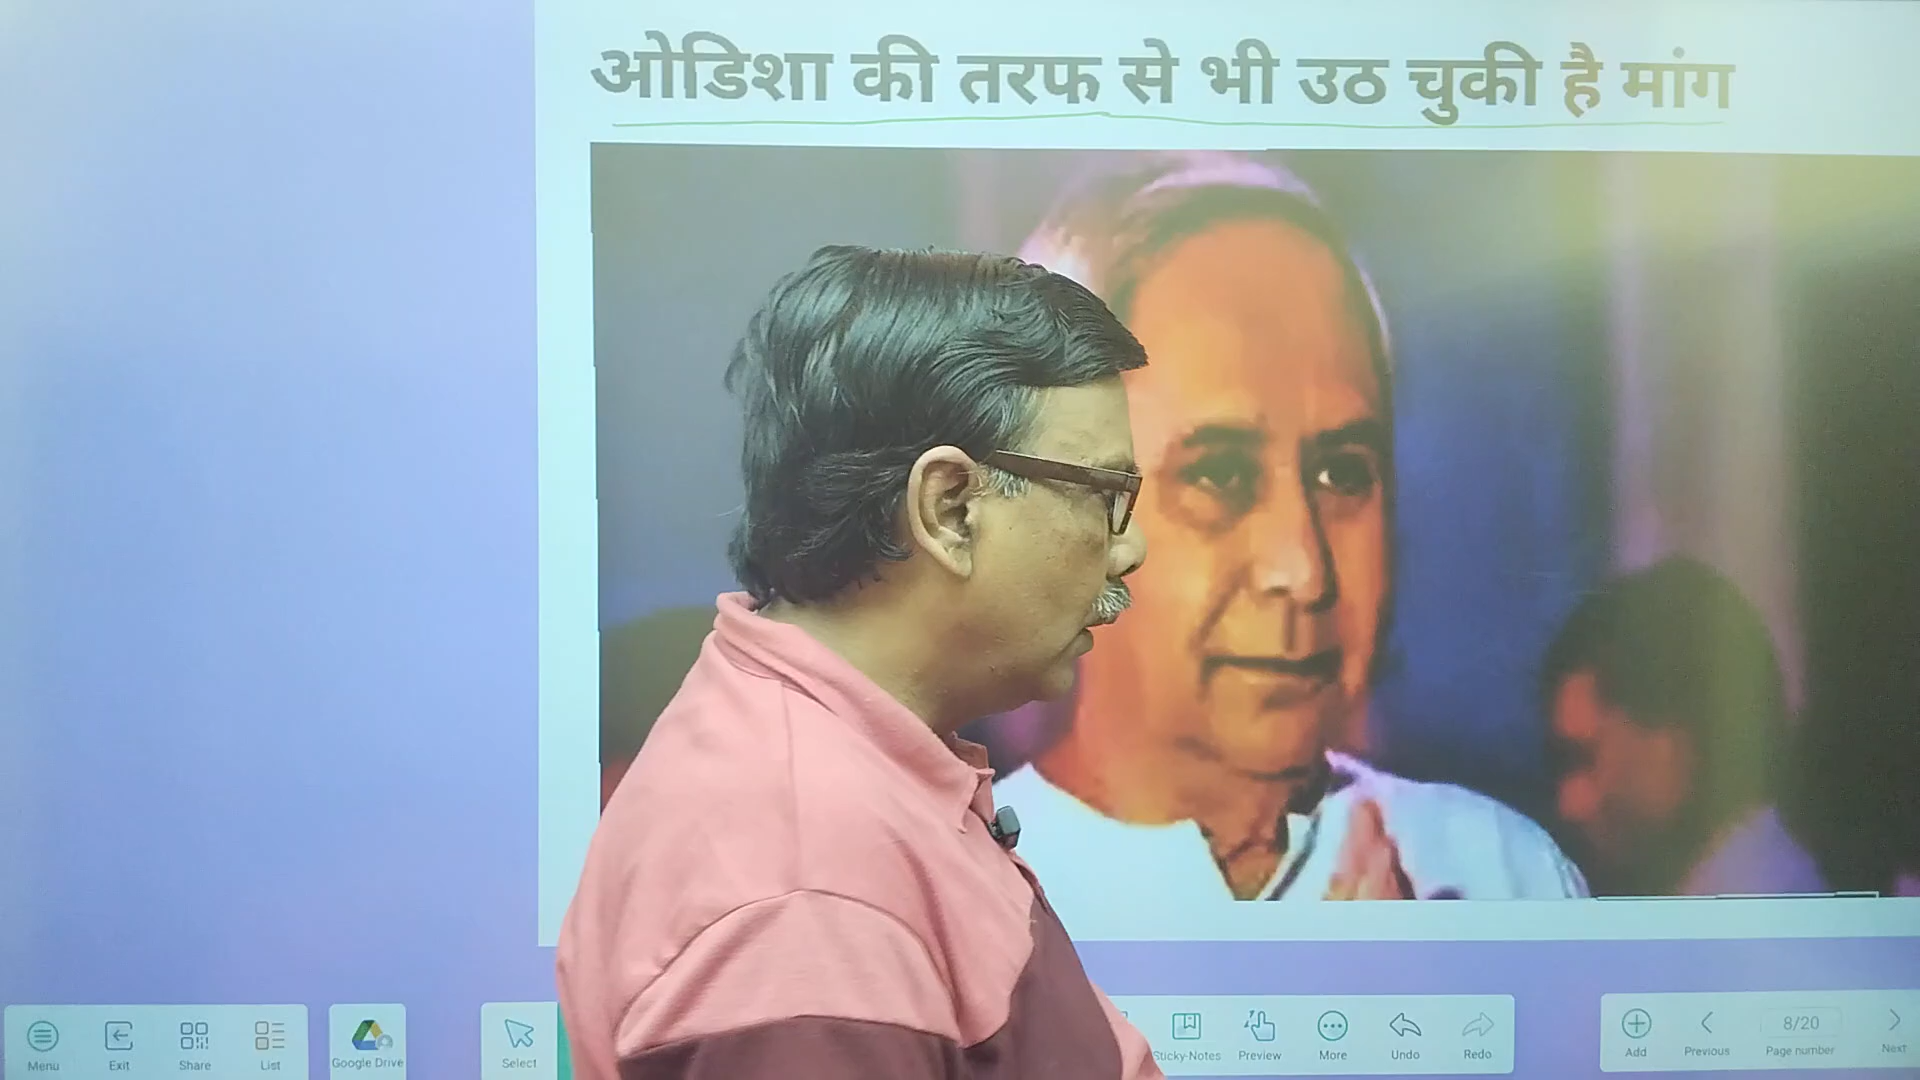 ओडिशा की तरफ से भी उठ चुकी है मांग
Menu
Exit
Share
List
Google Drive
Select
Sticky-Notes
Preview
More
Undo
Redo
Add
Previous
8/20
Page number
Next